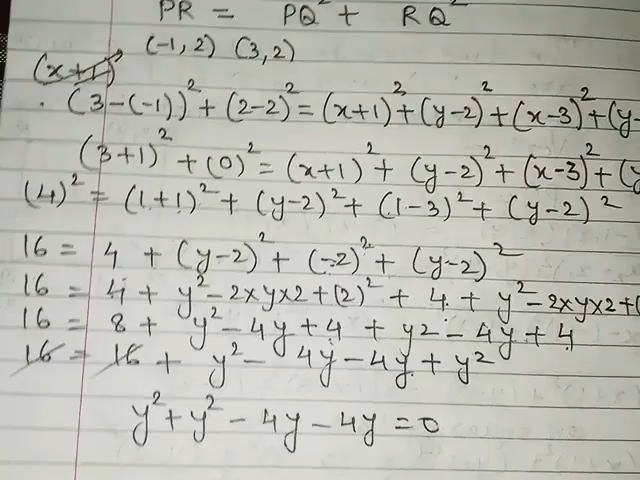 PR = PQ² + RQ²
(-1, 2) (3, 2)
(x+1)
(3-(-1))² + (2-2)² = (x+1)² + (y-2)² + (x-3)² + (y-
(3+1)² + (0)² = (x+1)² + (y-2)² + (x-3)² + (y
(4)² = (1+1)² + (y-2)² + (1-3)² + (y-2)²
16 = 4 + (y-2)² + (-2)² + (y-2)²
16 = 4 + y² - 2xyx2 + (2)² + 4 + y² - 2xyx2 + (
16 = 8 + y² - 4y + 4 + y2 - 4y + 4
16 = 16 + y² - 4y - 4y + y²
y² + y² - 4y - 4y = 0